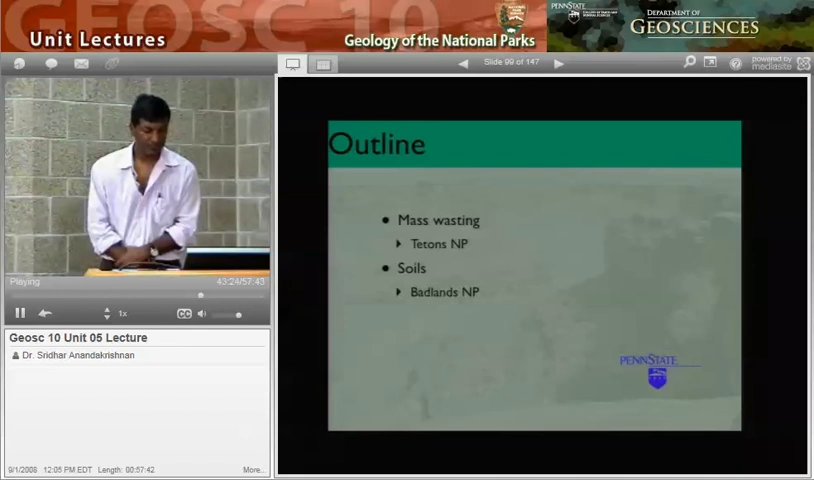 GEOSC 10
Unit Lectures
Geology of the National Parks
PENNSTATE
DEPARTMENT OF
GEOSCIENCES
Slide 99 of 147
powered by
mediasite
Outline
Mass wasting
Tetons NP
Soils
Badlands NP
PENNSTATE
Playing
43:24/57:43
1x
CC
Geosc 10 Unit 05 Lecture
Dr. Sridhar Anandakrishnan
9/1/2008 12:05 PM EDT Length: 00:57:42
More...